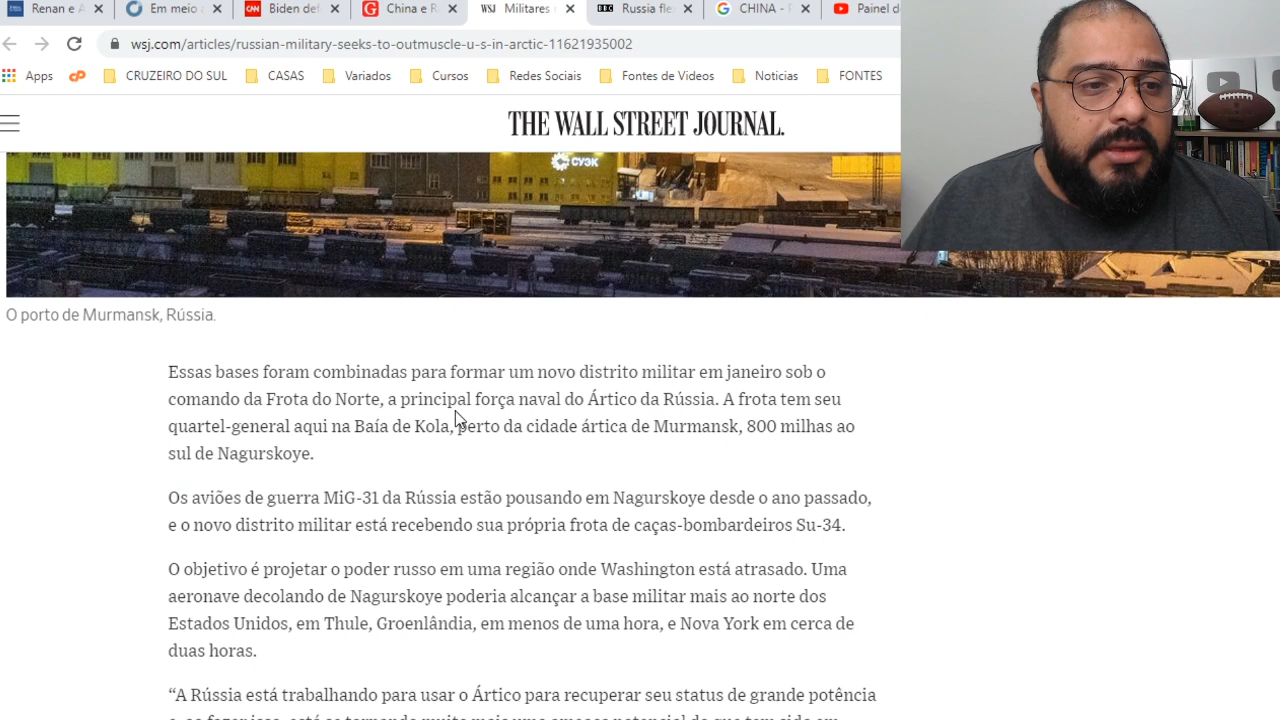 Renan e A
Em meio a
Biden def
China e R
WSJ Militares
BBC Russia fle
CHINA -
Painel d
wsj.com/articles/russian-military-seeks-to-outmuscle-u-s-in-arctic-11621935002
Apps
CRUZEIRO DO SUL
CASAS
Variados
Cursos
Redes Sociais
Fontes de Videos
Noticias
FONTES
THE WALL STREET JOURNAL.
СУЭК
O porto de Murmansk, Rússia.
Essas bases foram combinadas para formar um novo distrito militar em janeiro sob o
comando da Frota do Norte, a principal força naval do Ártico da Rússia. A frota tem seu
quartel-general aqui na Baía de Kola, perto da cidade ártica de Murmansk, 800 milhas ao
sul de Nagurskoye.
Os aviões de guerra MiG-31 da Rússia estão pousando em Nagurskoye desde o ano passado,
e o novo distrito militar está recebendo sua própria frota de caças-bombardeiros Su-34.
O objetivo é projetar o poder russo em uma região onde Washington está atrasado. Uma
aeronave decolando de Nagurskoye poderia alcançar a base militar mais ao norte dos
Estados Unidos, em Thule, Groenlândia, em menos de uma hora, e Nova York em cerca de
duas horas.
“A Rússia está trabalhando para usar o Ártico para recuperar seu status de grande potência